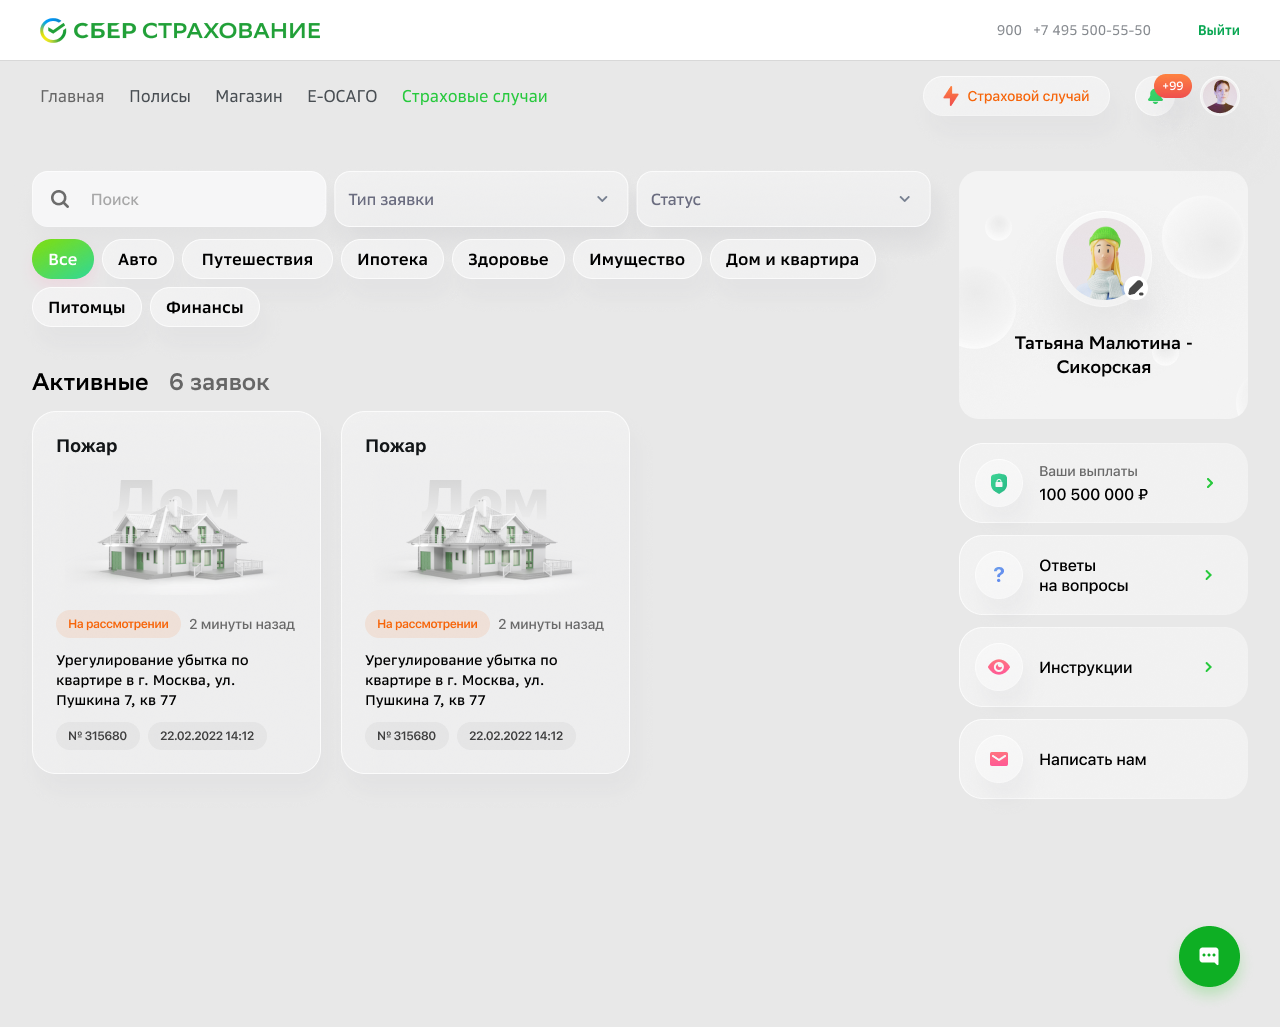 СБЕР СТРАХОВАНИЕ
900 +7 495 500-55-50 Выйти
Главная Полисы Магазин Е-ОСАГО Страховые случаи
Страховой случай
+99
Поиск
Тип заявки
Статус
Все Авто Путешествия Ипотека Здоровье Имущество Дом и квартира
Питомцы Финансы
Активные 6 заявок
Пожар
Дом
На рассмотрении 2 минуты назад
Урегулирование убытка по
квартире в г. Москва, ул.
Пушкина 7, кв 77
№ 315680 22.02.2022 14:12
Пожар
Дом
На рассмотрении 2 минуты назад
Урегулирование убытка по
квартире в г. Москва, ул.
Пушкина 7, кв 77
№ 315680 22.02.2022 14:12
Татьяна Малютина -
Сикорская
Ваши выплаты
100 500 000 ₽
?
Ответы
на вопросы
Инструкции
Написать нам